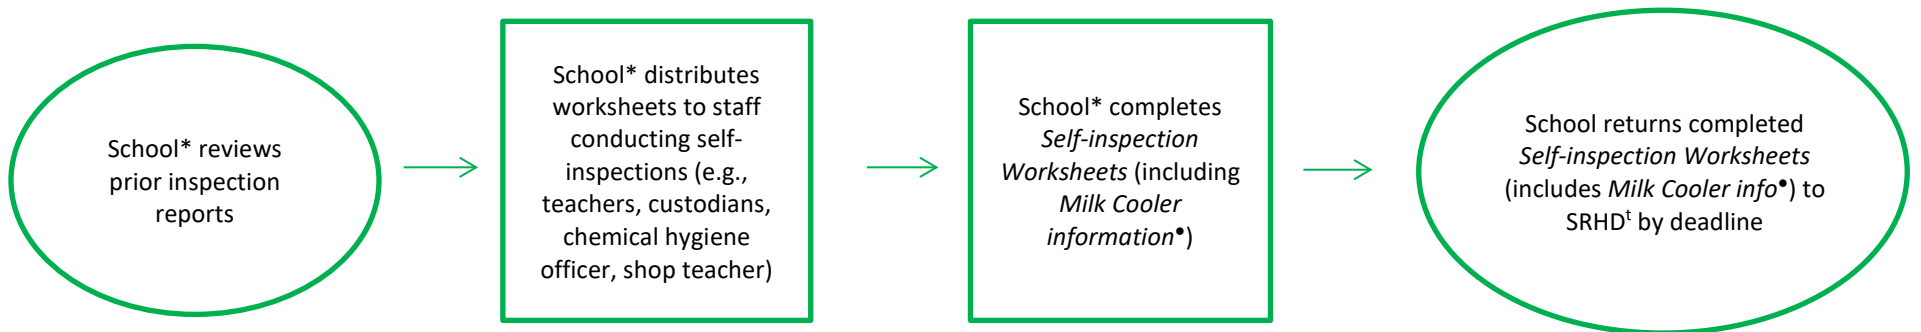 School* reviews
prior inspection
reports
School* distributes
worksheets to staff
conducting self-
inspections (e.g.,
teachers, custodians,
chemical hygiene
officer, shop teacher)
School* completes
Self-inspection
Worksheets (including
Milk Cooler
information●)
School returns completed
Self-inspection Worksheets
(includes Milk Cooler info●) to
SRHDᵗ by deadline